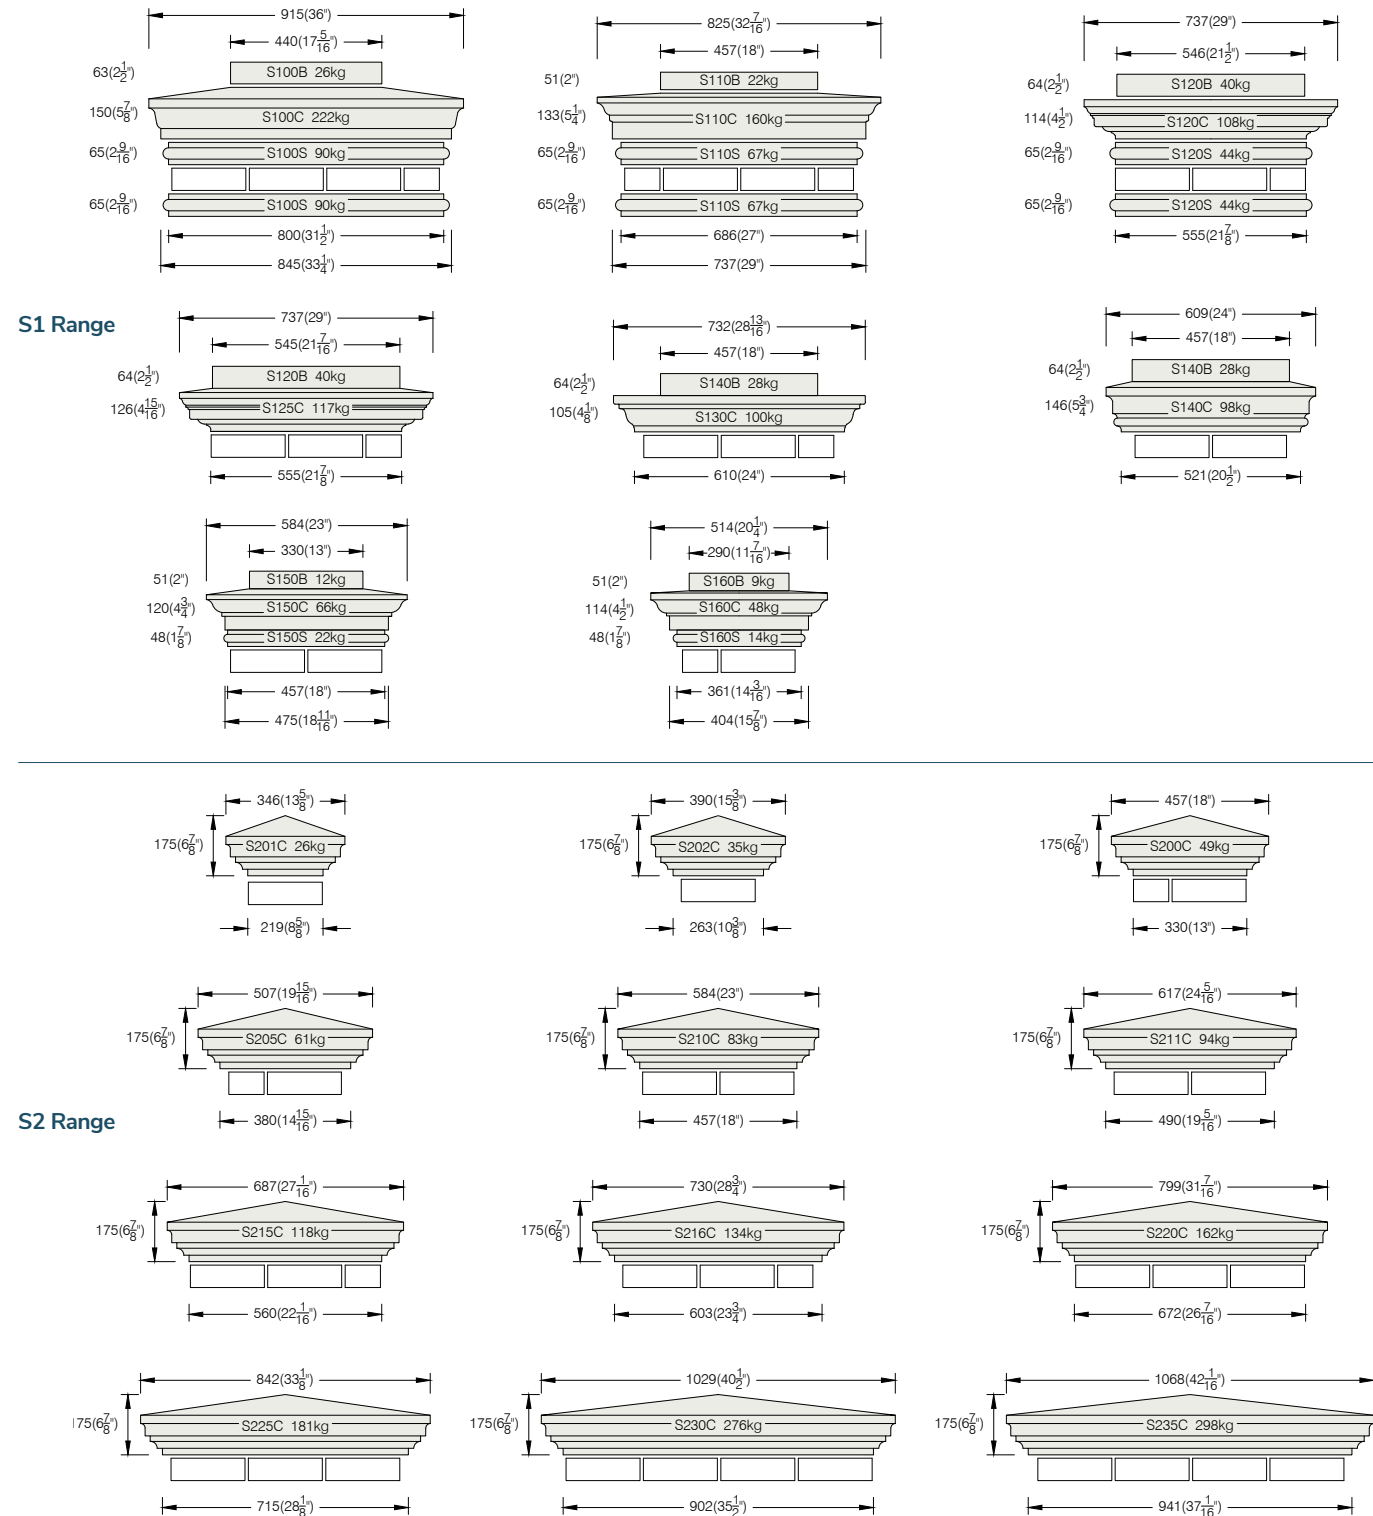 915(36")
440(17 5/16")
63(2 1/2")
S100B 26kg
150(5 7/8")
S100C 222kg
65(2 9/16")
S100S 90kg
65(2 9/16")
S100S 90kg
800(31 1/2")
845(33 1/4")
825(32 7/16")
457(18")
51(2")
S110B 22kg
133(5 1/4")
S110C 160kg
65(2 9/16")
S110S 67kg
65(2 9/16")
S110S 67kg
686(27")
737(29")
737(29")
546(21 1/2")
64(2 1/2")
S120B 40kg
114(4 1/2")
S120C 108kg
65(2 9/16")
S120S 44kg
65(2 9/16")
S120S 44kg
555(21 7/8")
S1 Range
737(29")
545(21 7/16")
64(2 1/2")
S120B 40kg
126(4 15/16")
S125C 117kg
555(21 7/8")
732(28 13/16")
457(18")
64(2 1/2")
S140B 28kg
105(4 1/8")
S130C 100kg
610(24")
609(24")
457(18")
64(2 1/2")
S140B 28kg
146(5 3/4")
S140C 98kg
521(20 1/2")
584(23")
330(13")
51(2")
S150B 12kg
120(4 3/4")
S150C 66kg
48(1 7/8")
S150S 22kg
457(18")
475(18 11/16")
514(20 1/4")
290(11 7/16")
51(2")
S160B 9kg
114(4 1/2")
S160C 48kg
48(1 7/8")
S160S 14kg
361(14 3/16")
404(15 7/8")
346(13 5/8")
175(6 7/8")
S201C 26kg
219(8 5/8")
390(15 3/8")
175(6 7/8")
S202C 35kg
263(10 3/8")
457(18")
175(6 7/8")
S200C 49kg
330(13")
S2 Range
507(19 15/16")
175(6 7/8")
S205C 61kg
380(14 15/16")
584(23")
175(6 7/8")
S210C 83kg
457(18")
617(24 5/16")
175(6 7/8")
S211C 94kg
490(19 5/16")
687(27 1/16")
175(6 7/8")
S215C 118kg
560(22 1/16")
730(28 3/4")
175(6 7/8")
S216C 134kg
603(23 3/4")
799(31 7/16")
175(6 7/8")
S220C 162kg
672(26 7/16")
842(33 1/8")
175(6 7/8")
S225C 181kg
715(28 1/8")
1029(40 1/2")
175(6 7/8")
S230C 276kg
902(35 1/2")
1068(42 1/16")
175(6 7/8")
S235C 298kg
941(37 1/16")